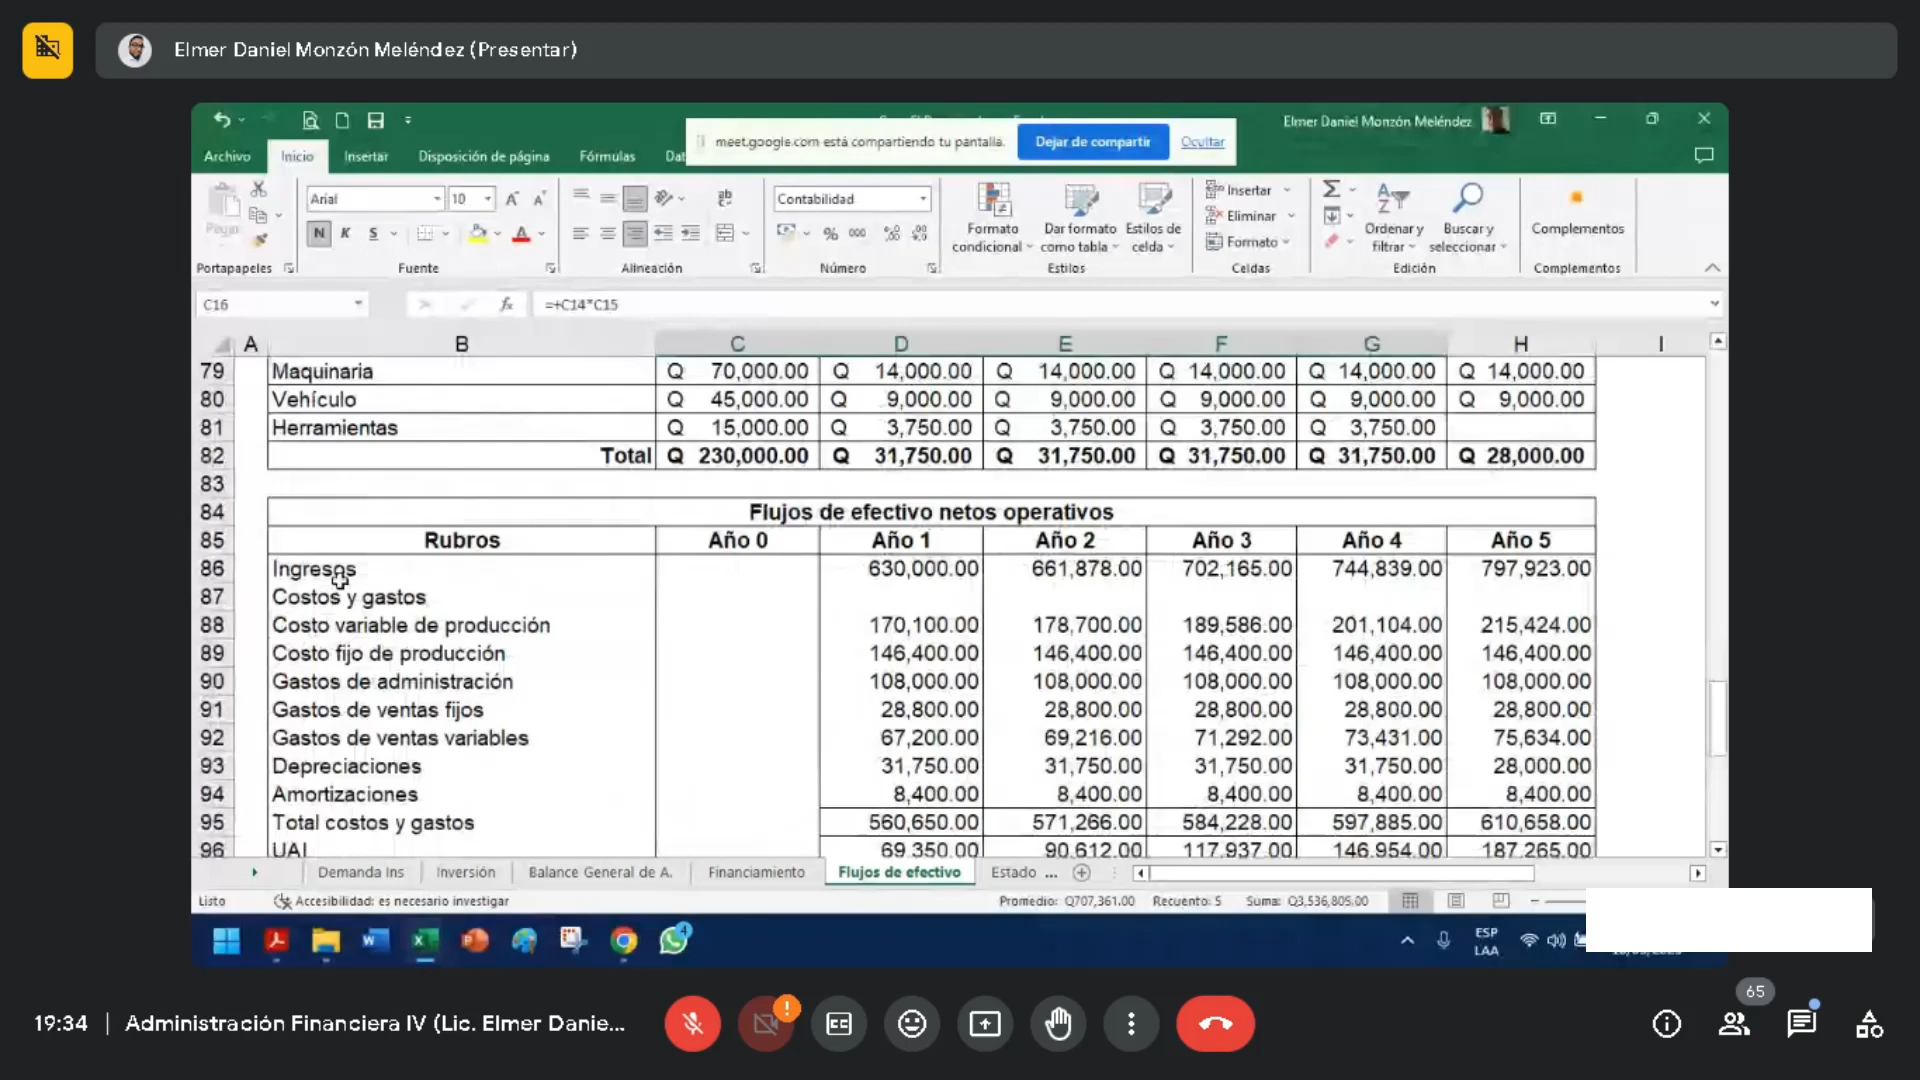 Elmer Daniel Monzón Meléndez (Presentar)
Elmer Daniel Monzón Meléndez
meet.google.com está compartiendo tu pantalla. Dejar de compartir Ocultar
Archivo Inicio Insertar Disposición de página Fórmulas Dat
Pegar Arial 10 Contabilidad Insertar
N K S % 000 Formato condicional Dar formato como tabla Estilos de celda Eliminar Formato Ordenar y filtrar Buscar y seleccionar Complementos
Portapapeles Fuente Alineación Número Estilos Celdas Edición Complementos
C16 fx =+C14*C15
A B C D E F G H I
79 Maquinaria Q 70,000.00 Q 14,000.00 Q 14,000.00 Q 14,000.00 Q 14,000.00 Q 14,000.00
80 Vehículo Q 45,000.00 Q 9,000.00 Q 9,000.00 Q 9,000.00 Q 9,000.00 Q 9,000.00
81 Herramientas Q 15,000.00 Q 3,750.00 Q 3,750.00 Q 3,750.00 Q 3,750.00
82 Total Q 230,000.00 Q 31,750.00 Q 31,750.00 Q 31,750.00 Q 31,750.00 Q 28,000.00
83
84 Flujos de efectivo netos operativos
85 Rubros Año 0 Año 1 Año 2 Año 3 Año 4 Año 5
86 Ingresos 630,000.00 661,878.00 702,165.00 744,839.00 797,923.00
87 Costos y gastos
88 Costo variable de producción 170,100.00 178,700.00 189,586.00 201,104.00 215,424.00
89 Costo fijo de producción 146,400.00 146,400.00 146,400.00 146,400.00 146,400.00
90 Gastos de administración 108,000.00 108,000.00 108,000.00 108,000.00 108,000.00
91 Gastos de ventas fijos 28,800.00 28,800.00 28,800.00 28,800.00 28,800.00
92 Gastos de ventas variables 67,200.00 69,216.00 71,292.00 73,431.00 75,634.00
93 Depreciaciones 31,750.00 31,750.00 31,750.00 31,750.00 28,000.00
94 Amortizaciones 8,400.00 8,400.00 8,400.00 8,400.00 8,400.00
95 Total costos y gastos 560,650.00 571,266.00 584,228.00 597,885.00 610,658.00
96 UAI 69,350.00 90,612.00 117,937.00 146,954.00 187,265.00
Demanda Ins Inversión Balance General de A. Financiamiento Flujos de efectivo Estado ...
Listo Accesibilidad: es necesario investigar Promedio: Q707,361.00 Recuento: 5 Suma: Q3,536,805.00
4 ESP
LAA
65
19:34 | Administración Financiera IV (Lic. Elmer Danie...